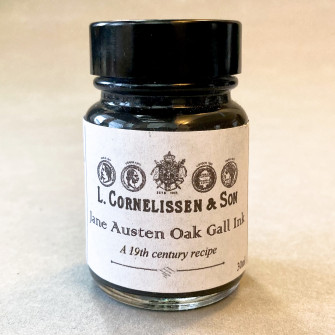 L. CORNELISSEN & SON
Jane Austen Oak Gall Ink
A 19th century recipe